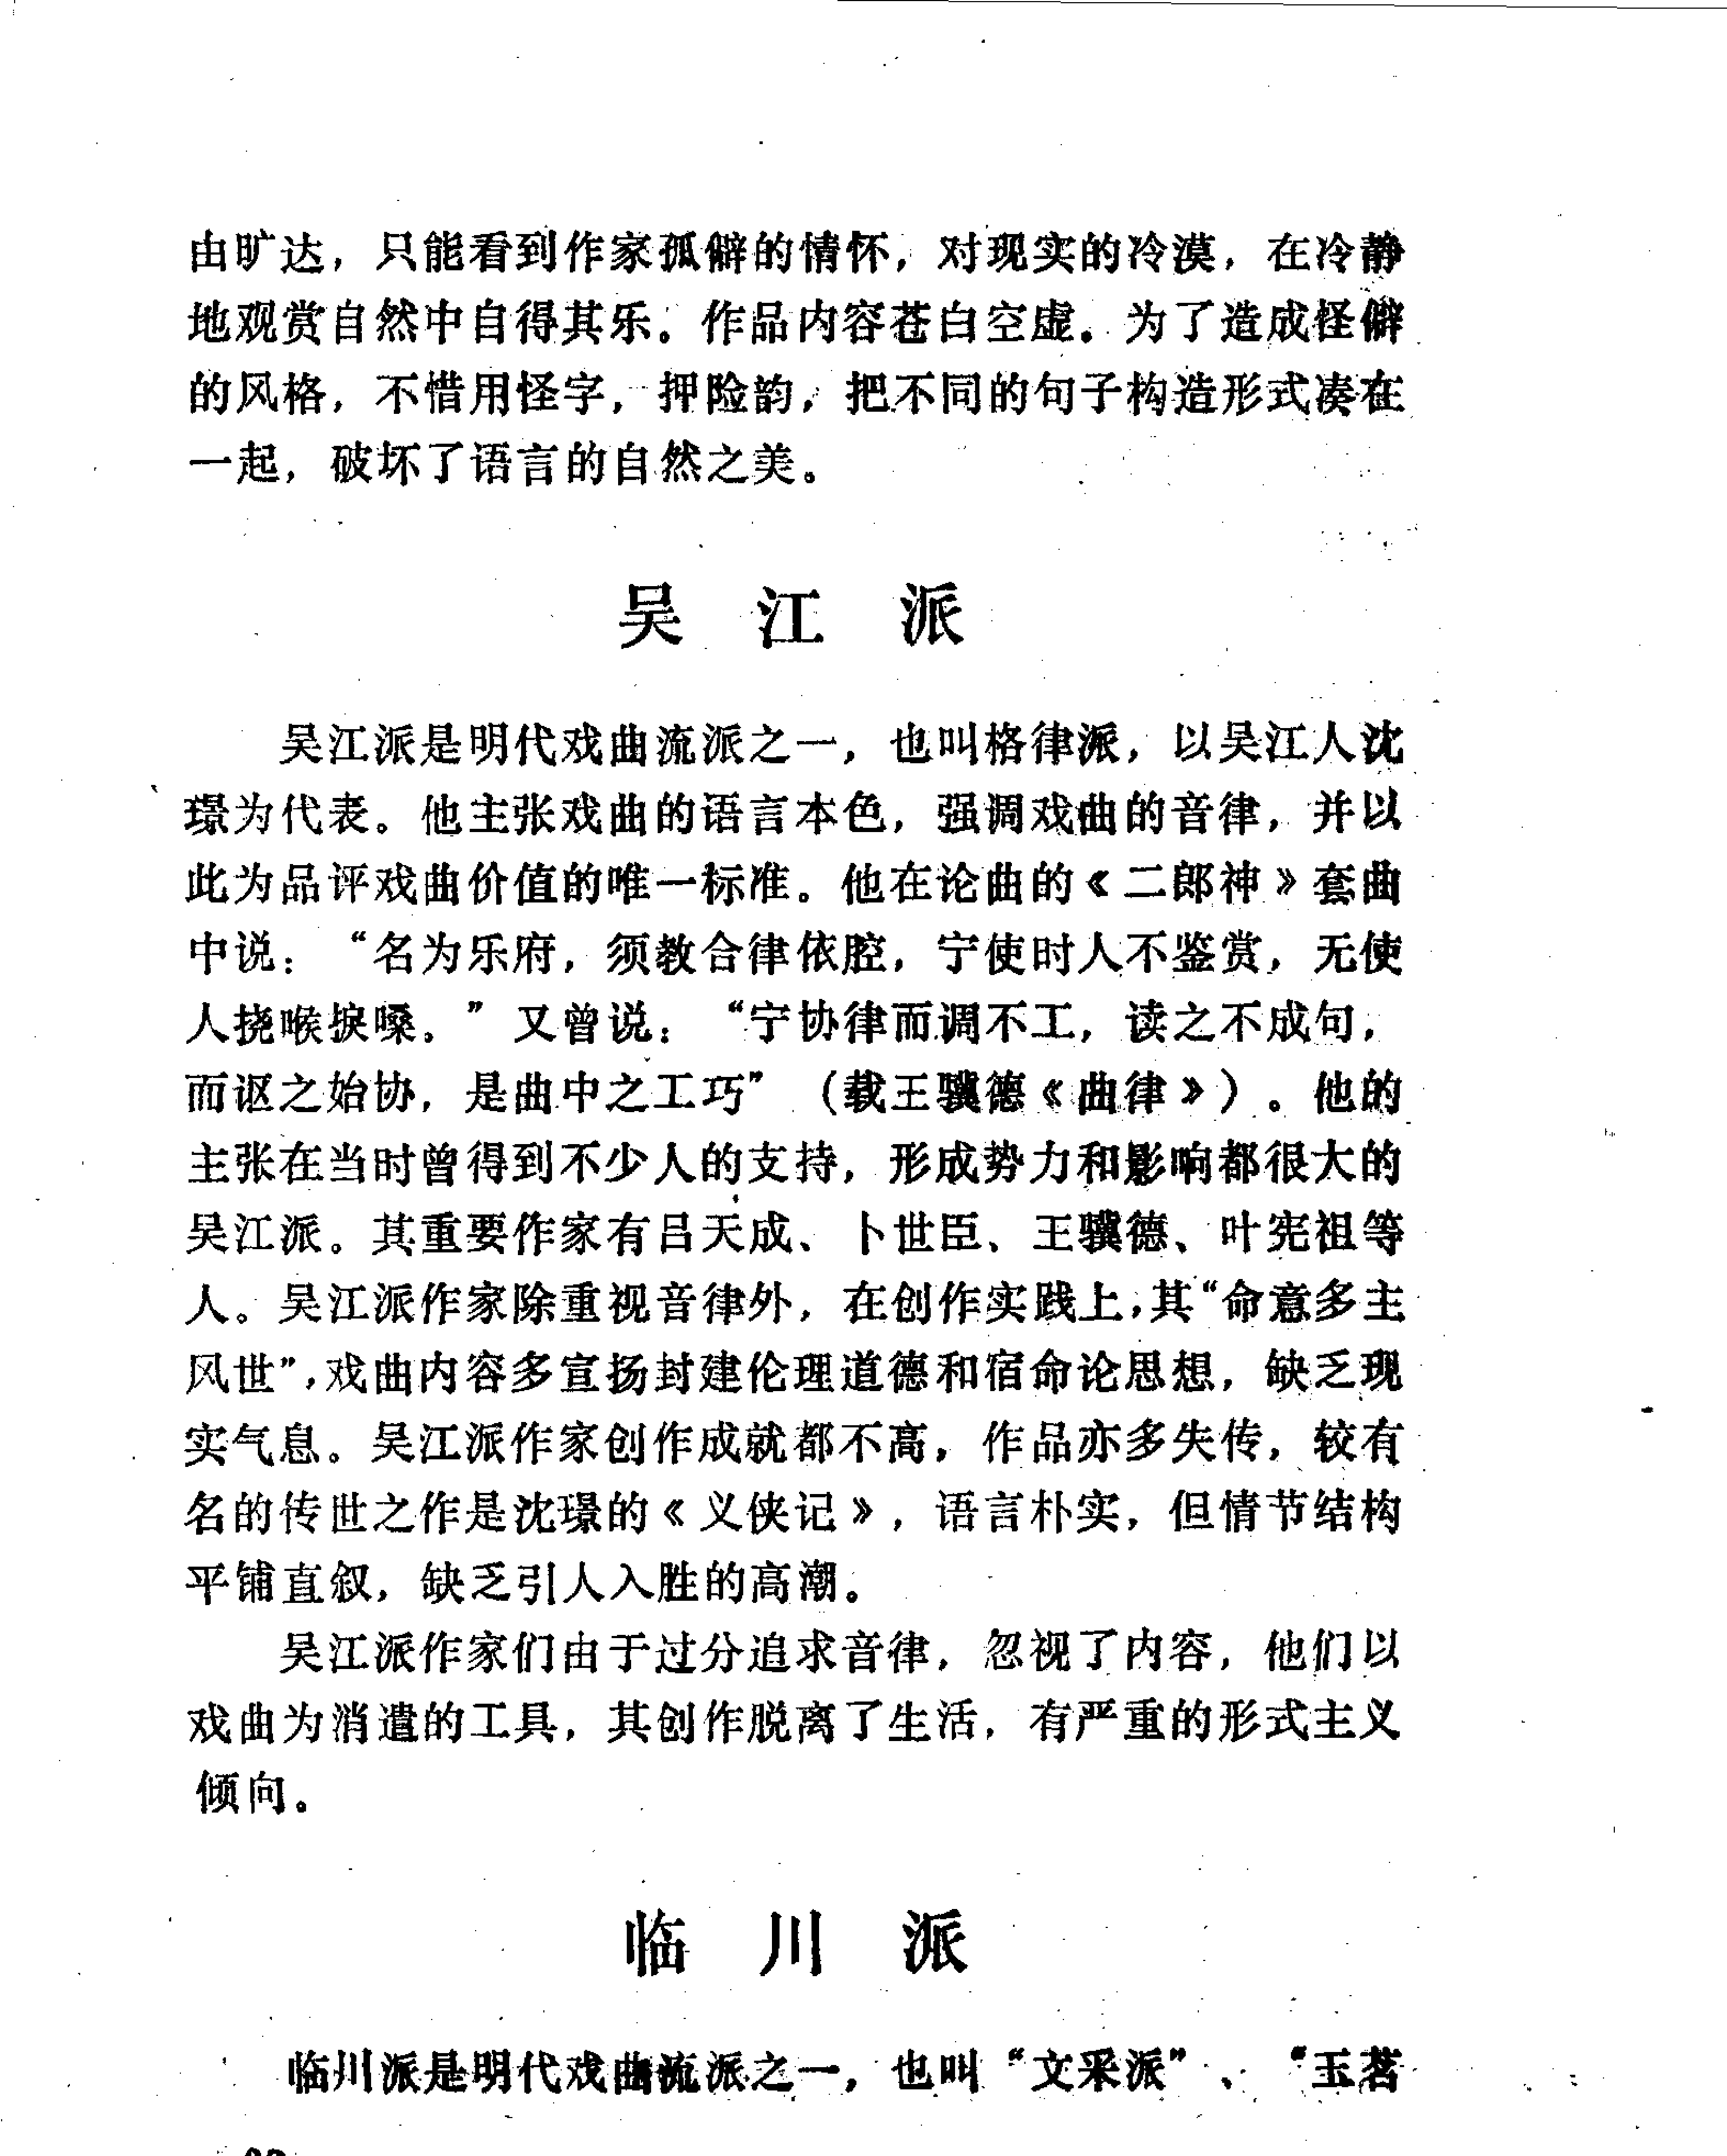 由旷达，只能看到作家孤僻的情怀，对现实的冷漠，在冷静
地观赏自然中自得其乐。作品内容苍白空虚。为了造成怪僻
的风格，不惜用怪字，押险韵，把不同的句子构造形式凑在
一起，破坏了语言的自然之美。
吴江派
吴江派是明代戏曲流派之一，也叫格律派，以吴江人沈
璟为代表。他主张戏曲的语言本色，强调戏曲的音律，并以
此为品评戏曲价值的唯一标准。他在论曲的《二郎神》套曲
中说：“名为乐府，须教合律依腔，宁使时人不鉴赏，无使
人挠喉捩嗓。”又曾说：“宁协律而调不工，读之不成句，
而讴之始协，是曲中之工巧”（载王骥德《曲律》）。他的
主张在当时曾得到不少人的支持，形成势力和影响都很大的
吴江派。其重要作家有吕天成、卜世臣、王骥德、叶宪祖等
人。吴江派作家除重视音律外，在创作实践上，其“命意多主
风世”，戏曲内容多宣扬封建伦理道德和宿命论思想，缺乏现
实气息。吴江派作家创作成就都不高，作品亦多失传，较有
名的传世之作是沈璟的《义侠记》，语言朴实，但情节结构
平铺直叙，缺乏引人入胜的高潮。
吴江派作家们由于过分追求音律，忽视了内容，他们以
戏曲为消遣的工具，其创作脱离了生活，有严重的形式主义
倾向。
临川派
临川派是明代戏曲流派之一，也叫“文采派”、“玉茗